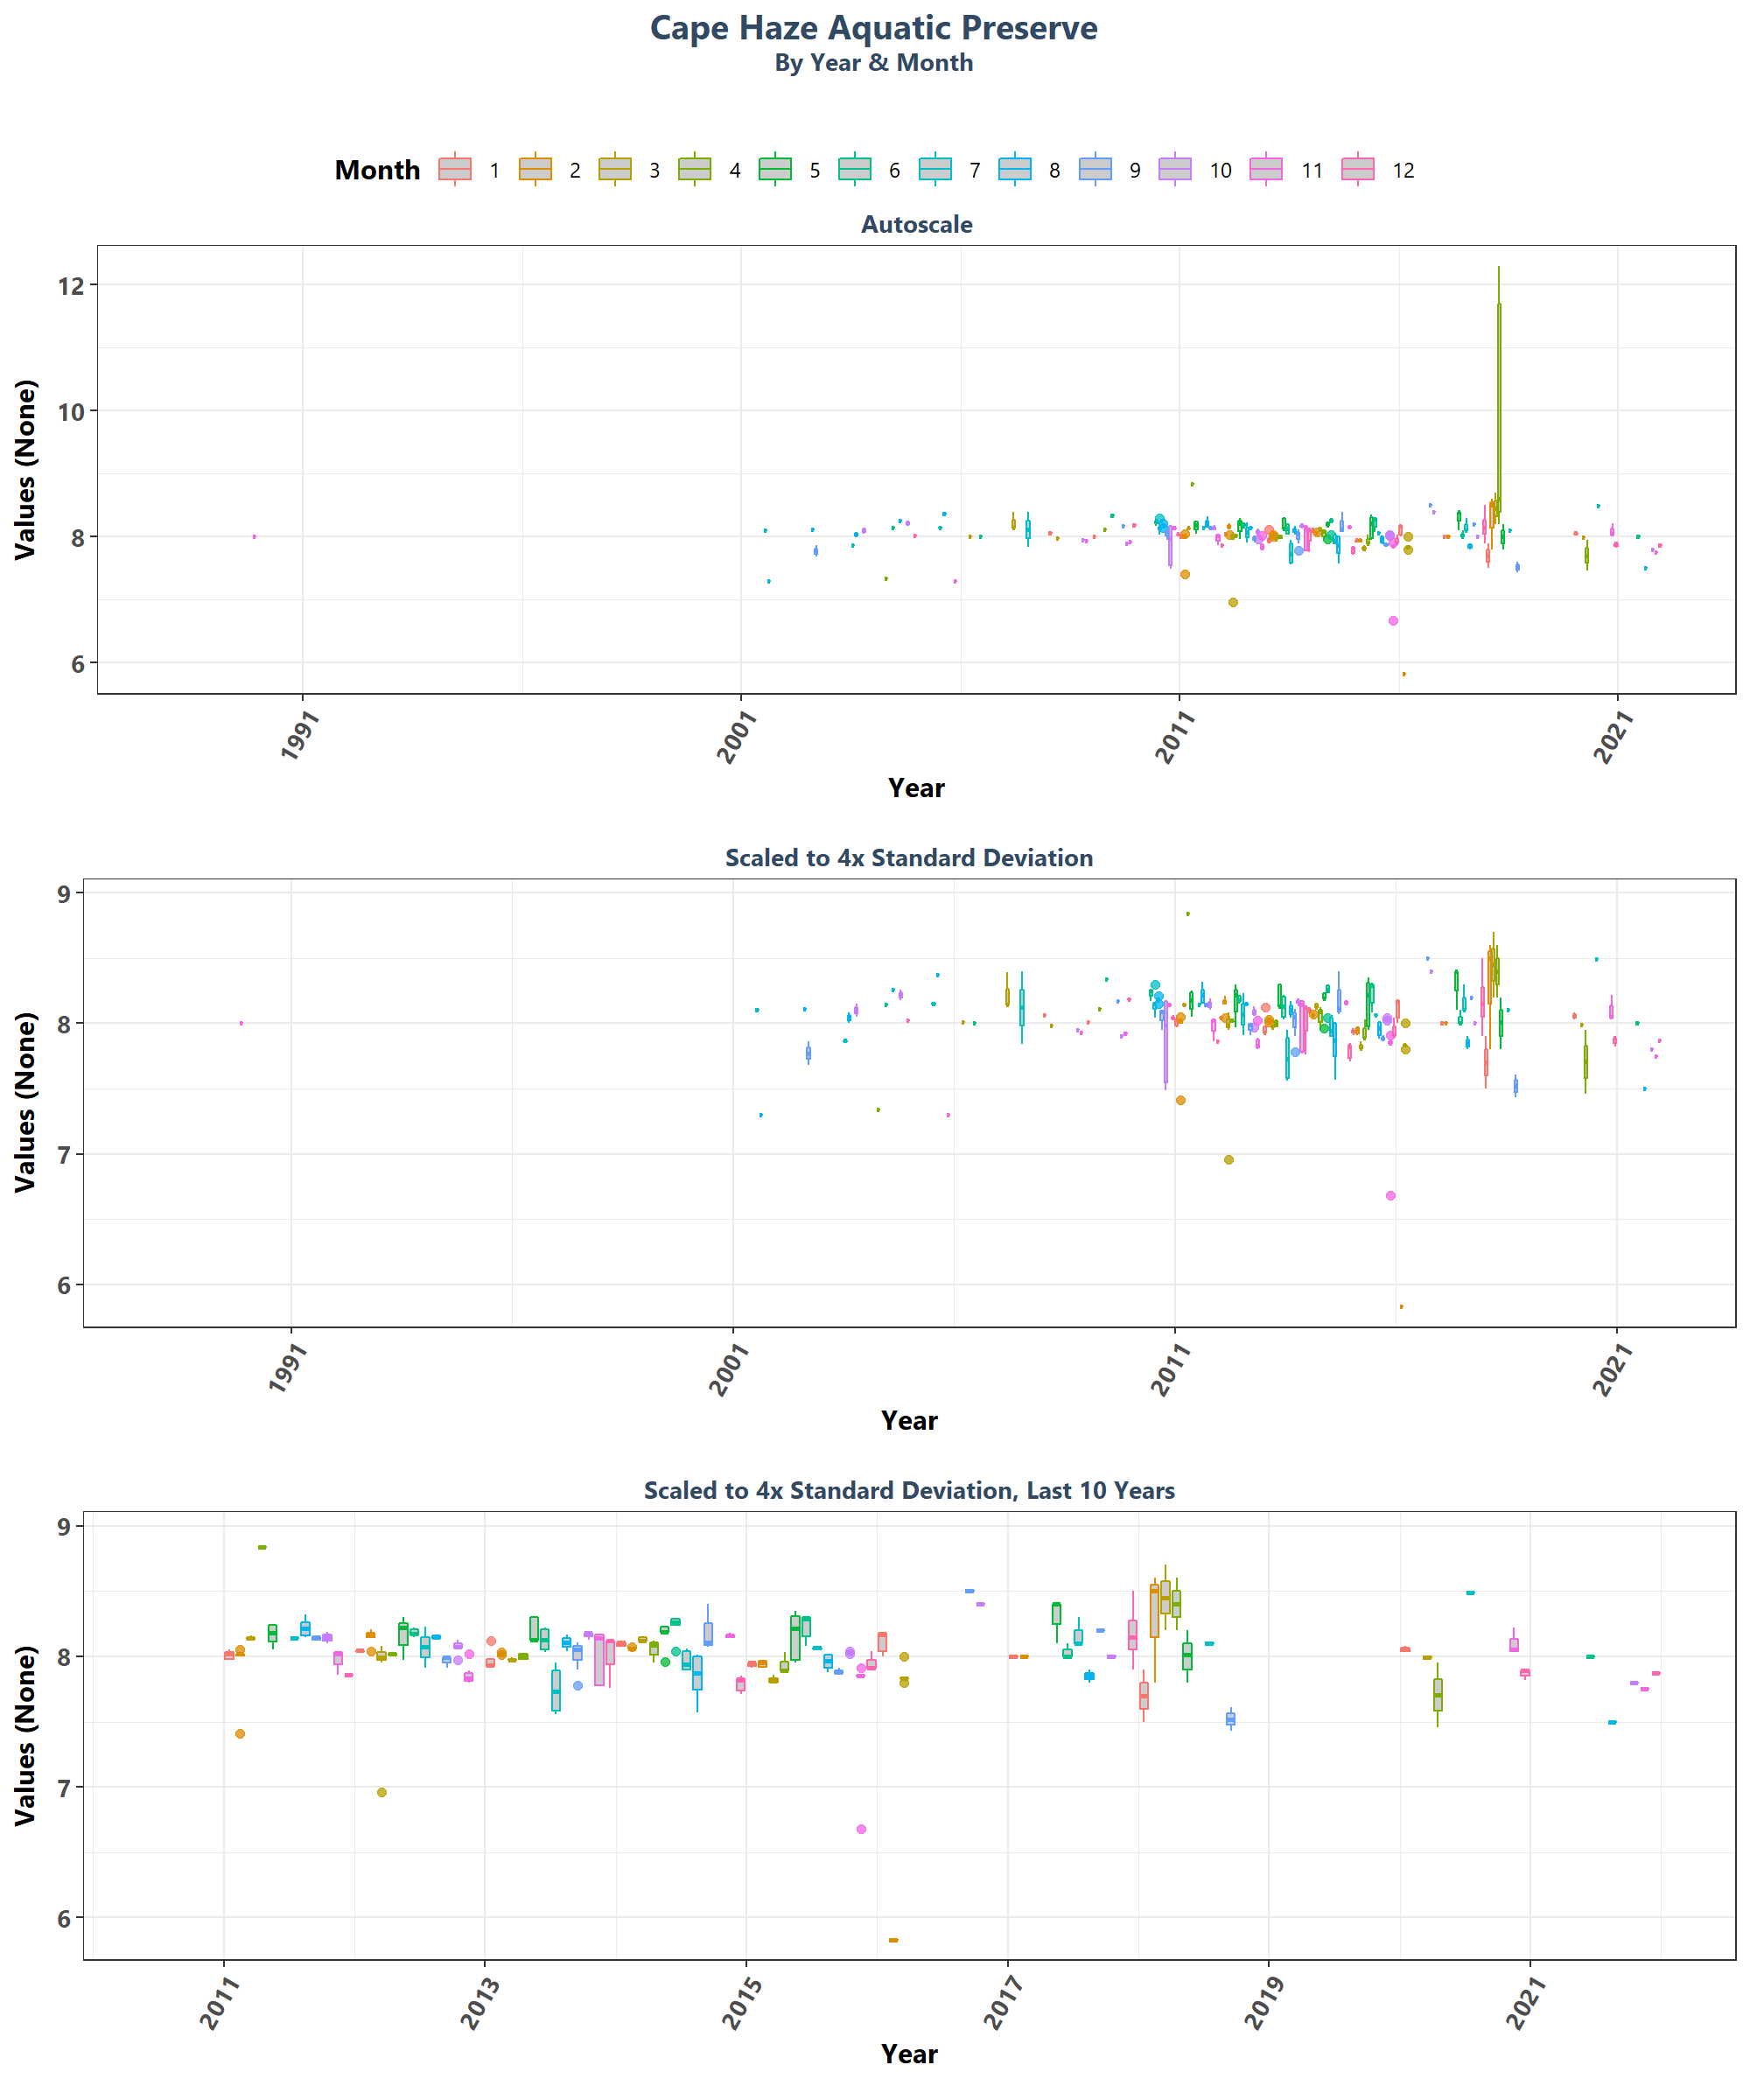 Cape Haze Aquatic Preserve
By Year & Month
Month 1 2 3 4 5 6 7 8 9 10 11 12
Autoscale
Values (None)
12
10
8
6
1991 2001 2011 2021
Year
Scaled to 4x Standard Deviation
Values (None)
9
8
7
6
1991 2001 2011 2021
Year
Scaled to 4x Standard Deviation, Last 10 Years
Values (None)
9
8
7
6
2011 2013 2015 2017 2019 2021
Year